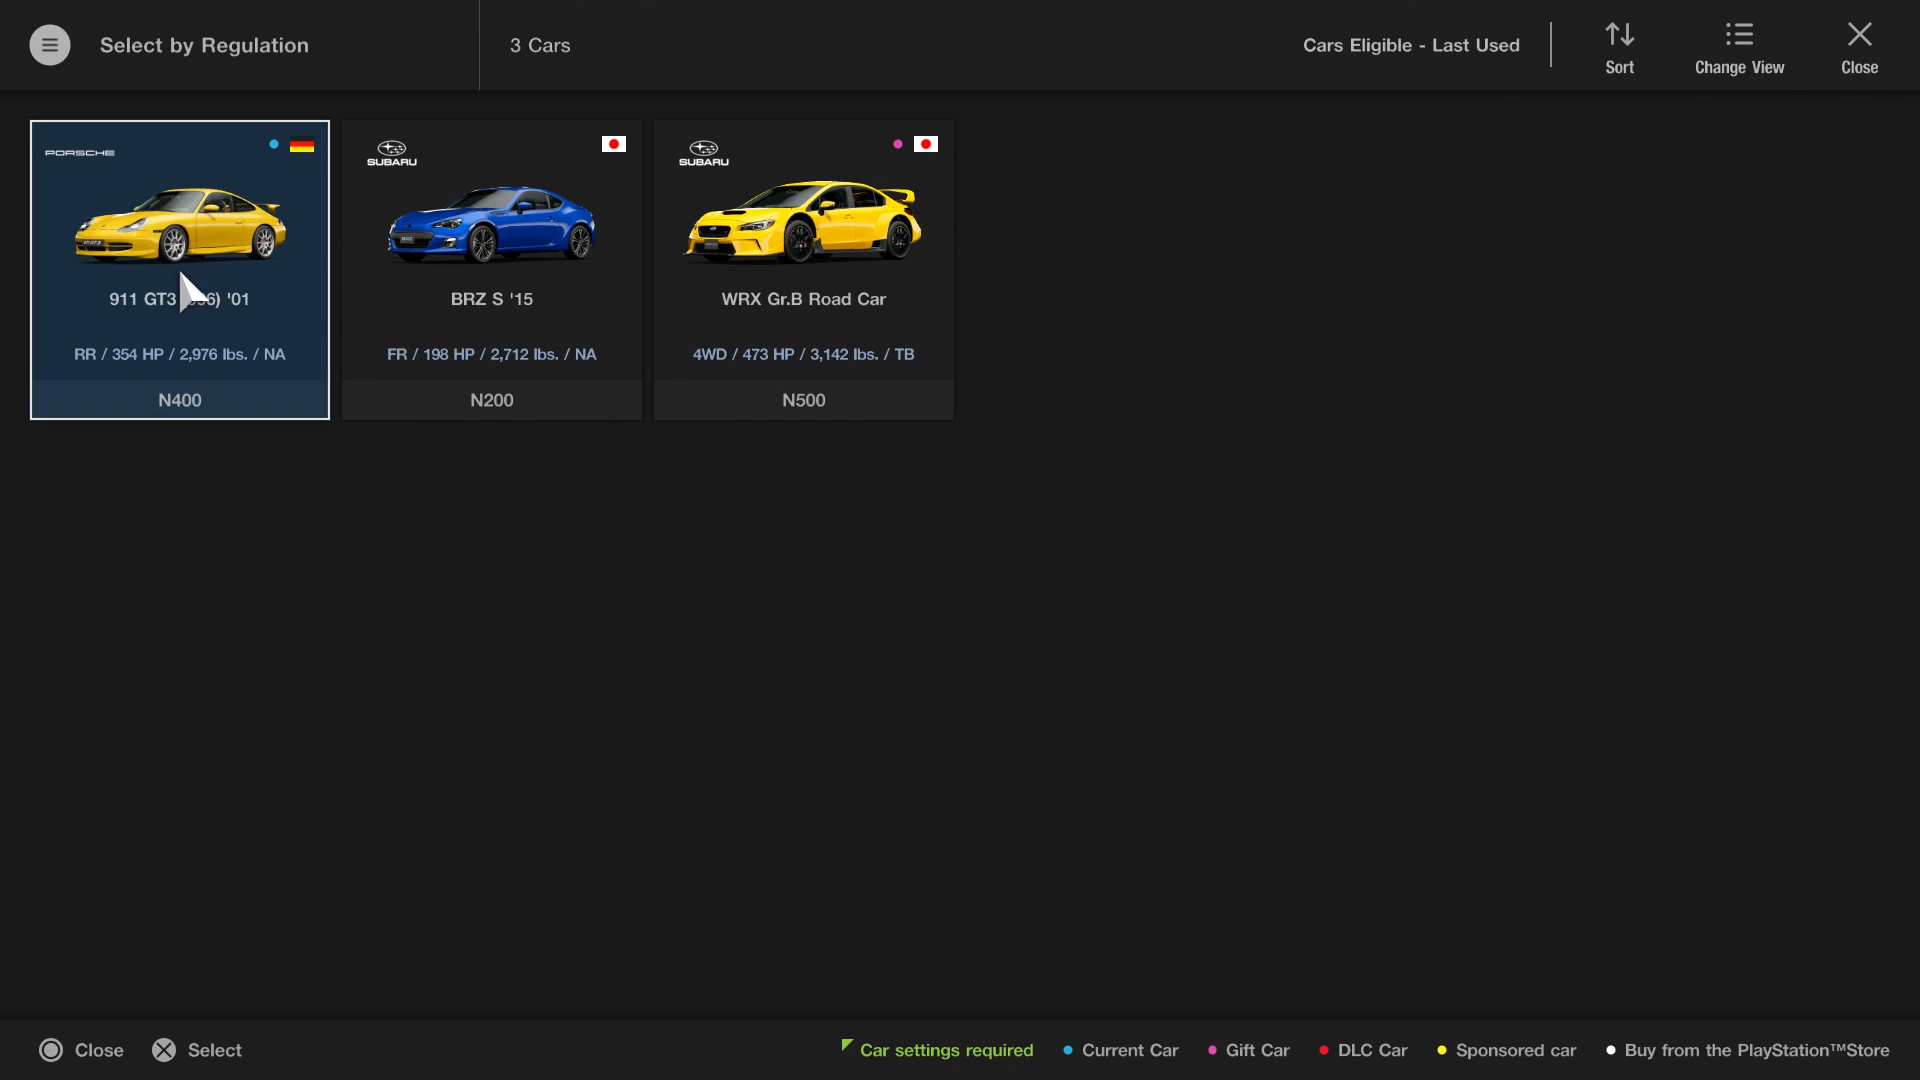 Select by Regulation
3 Cars
Cars Eligible - Last Used
Sort
Change View
Close
PORSCHE
911 GT3 96) '01
RR / 354 HP / 2,976 lbs. / NA
N400
SUBARU
BRZ S '15
FR / 198 HP / 2,712 lbs. / NA
N200
SUBARU
WRX Gr.B Road Car
4WD / 473 HP / 3,142 lbs. / TB
N500
Close
Select
Car settings required
Current Car
Gift Car
DLC Car
Sponsored car
Buy from the PlayStation™Store